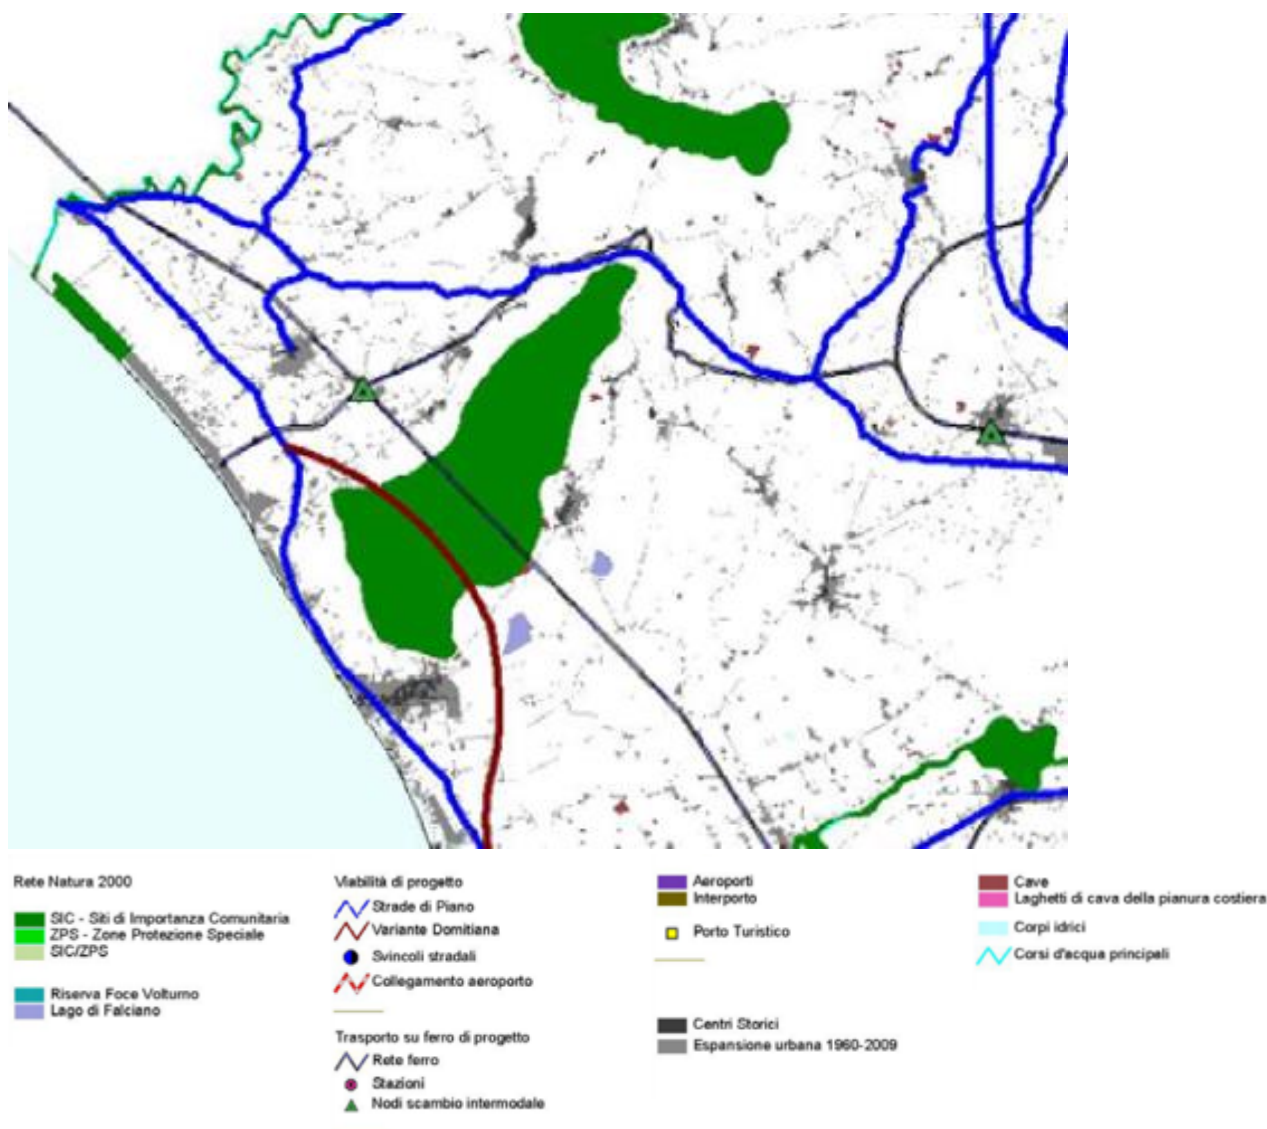 Rete Natura 2000
SIC - Siti di Importanza Comunitaria
ZPS - Zone Protezione Speciale
SIC/ZPS
Riserva Foce Volturno
Lago di Falciano
Viabilità di progetto
Strade di Piano
Variante Domitiana
Svincoli stradali
Collegamento aeroporto
Trasporto su ferro di progetto
Rete ferro
Stazioni
Nodi scambio intermodale
Aeroporti
Interporto
Porto Turistico
Centri Storici
Espansione urbana 1960-2009
Cave
Laghetti di cava della pianura costiera
Corpi idrici
Corsi d'acqua principali